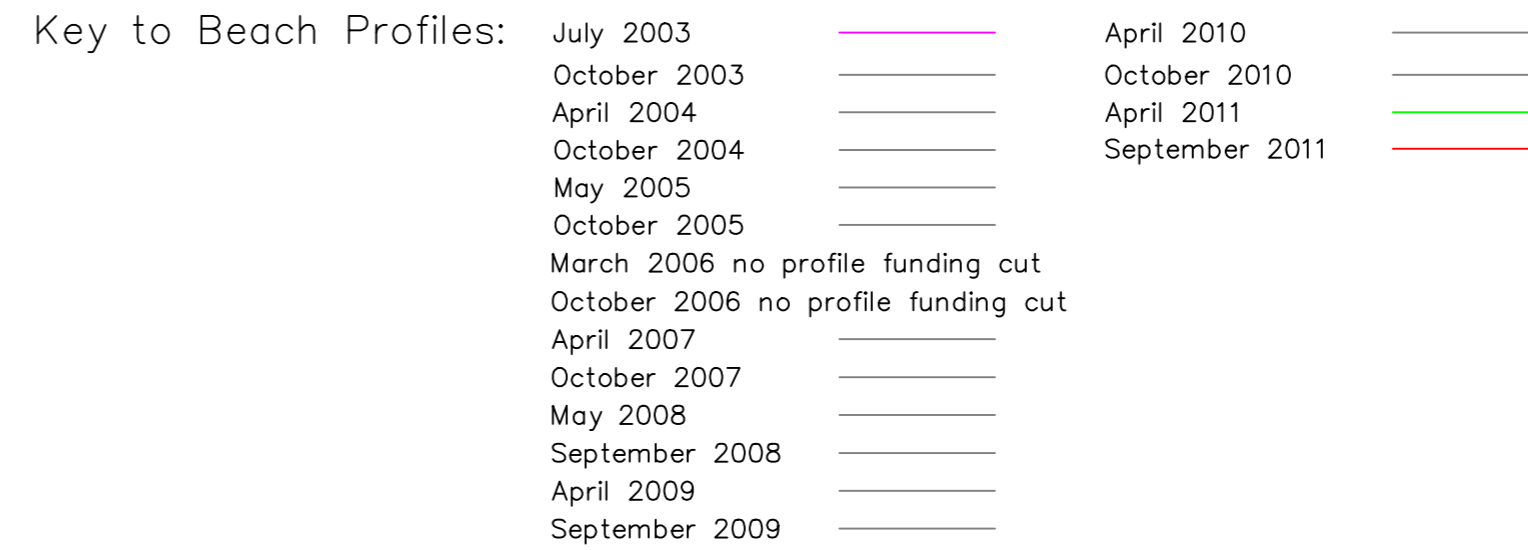 Key to Beach Profiles:
July 2003
October 2003
April 2004
October 2004
May 2005
October 2005
March 2006 no profile funding cut
October 2006 no profile funding cut
April 2007
October 2007
May 2008
September 2008
April 2009
September 2009
April 2010
October 2010
April 2011
September 2011